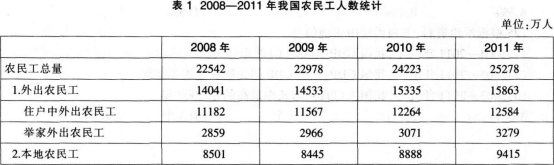 表 1 2008—2011 年我国农民工人数统计
单位:万人
2008 年 2009 年 2010 年 2011 年
农民工总量 22542 22978 24223 25278
1.外出农民工 14041 14533 15335 15863
住户中外出农民工 11182 11567 12264 12584
举家外出农民工 2859 2966 3071 3279
2.本地农民工 8501 8445 8888 9415